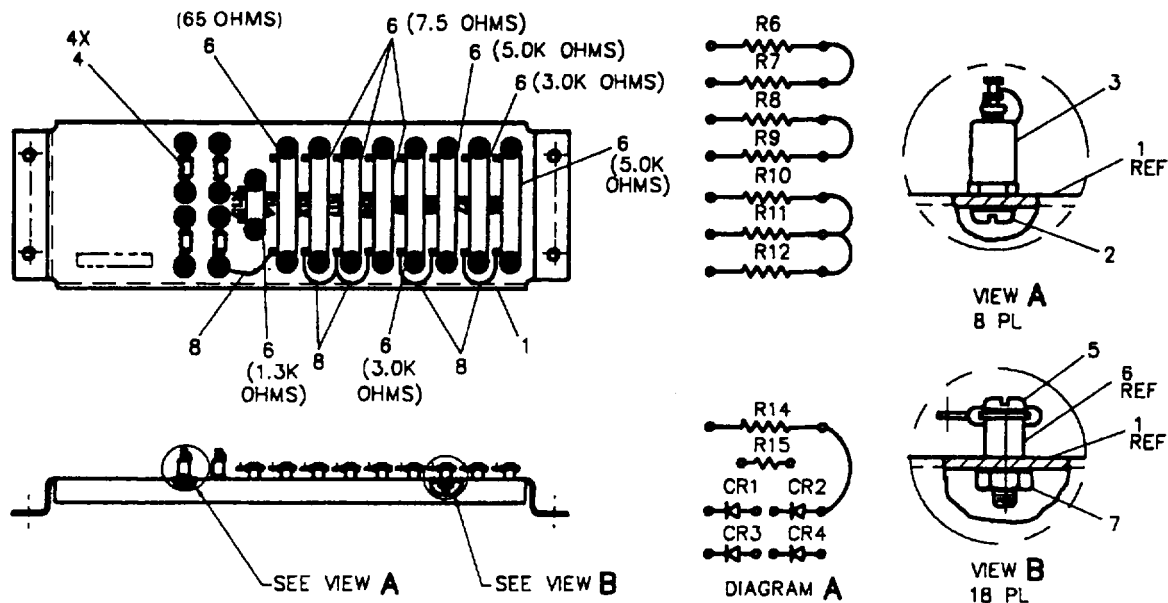 (65 OHMS)
6
6 (7.5 OHMS)
4X
4
6 (5.0K OHMS)
6 (3.0K OHMS)
6
(5.0K
OHMS)
8
6
(1.3K
OHMS)
8
6
(3.0K
OHMS)
8
1
SEE VIEW A
SEE VIEW B
R6
R7
R8
R9
R10
R11
R12
R14
R15
CR1 CR2
CR3 CR4
DIAGRAM A
3
1
REF
2
VIEW A
8 PL
5
6
REF
1
REF
7
VIEW B
18 PL